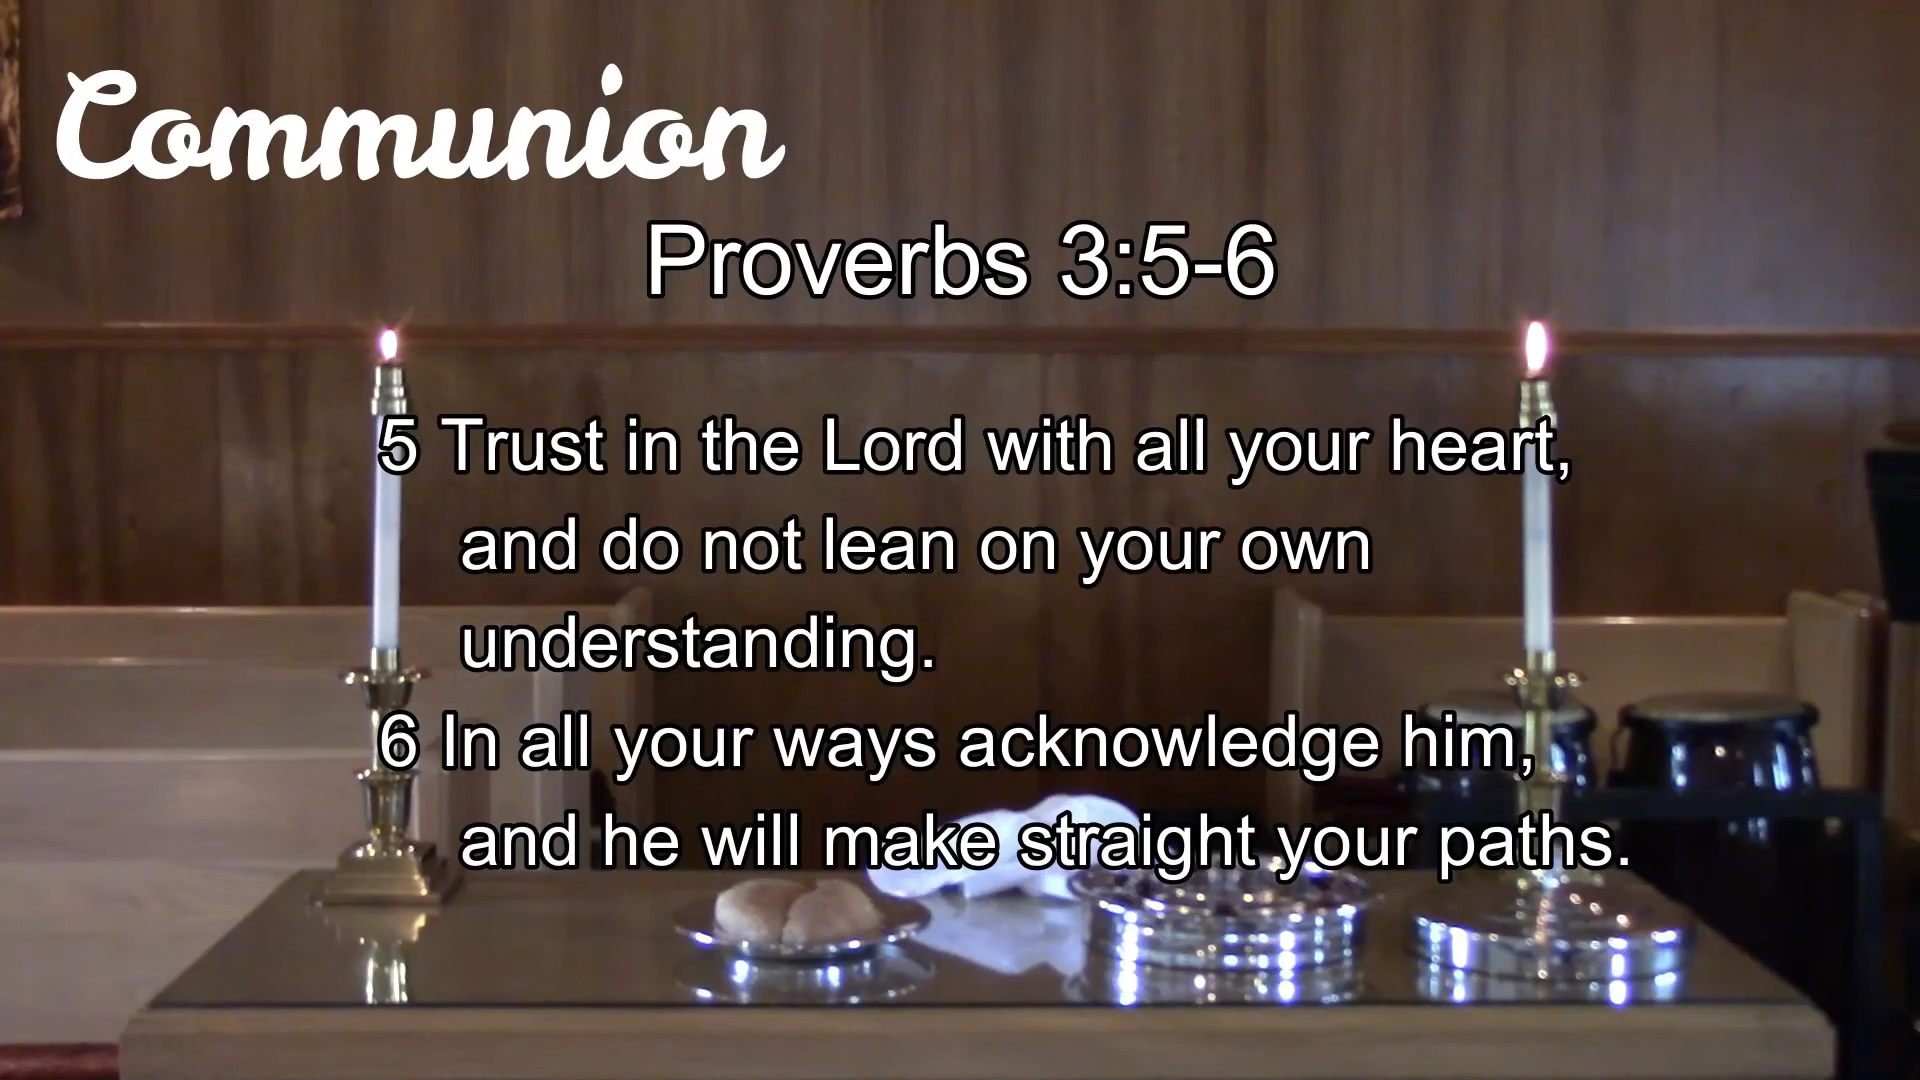 Communion
Proverbs 3:5-6
5 Trust in the Lord with all your heart,
and do not lean on your own
understanding.
6 In all your ways acknowledge him,
and he will make straight your paths.